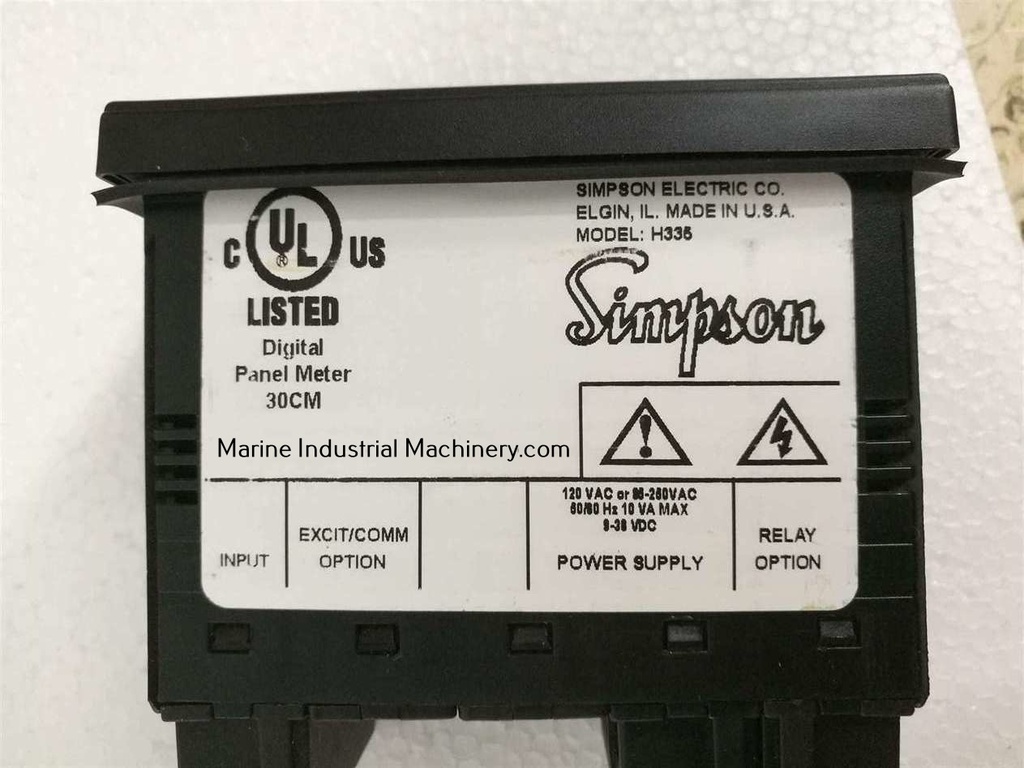 C UL® US
LISTED
Digital
Panel Meter
30CM
SIMPSON ELECTRIC CO.
ELGIN, IL. MADE IN U.S.A.
MODEL: H335
Simpson
Marine Industrial Machinery.com
INPUT
EXCIT/COMM
OPTION
120 VAC or 85-250VAC
50/60 Hz 10 VA MAX
9-36 VDC
POWER SUPPLY
RELAY
OPTION